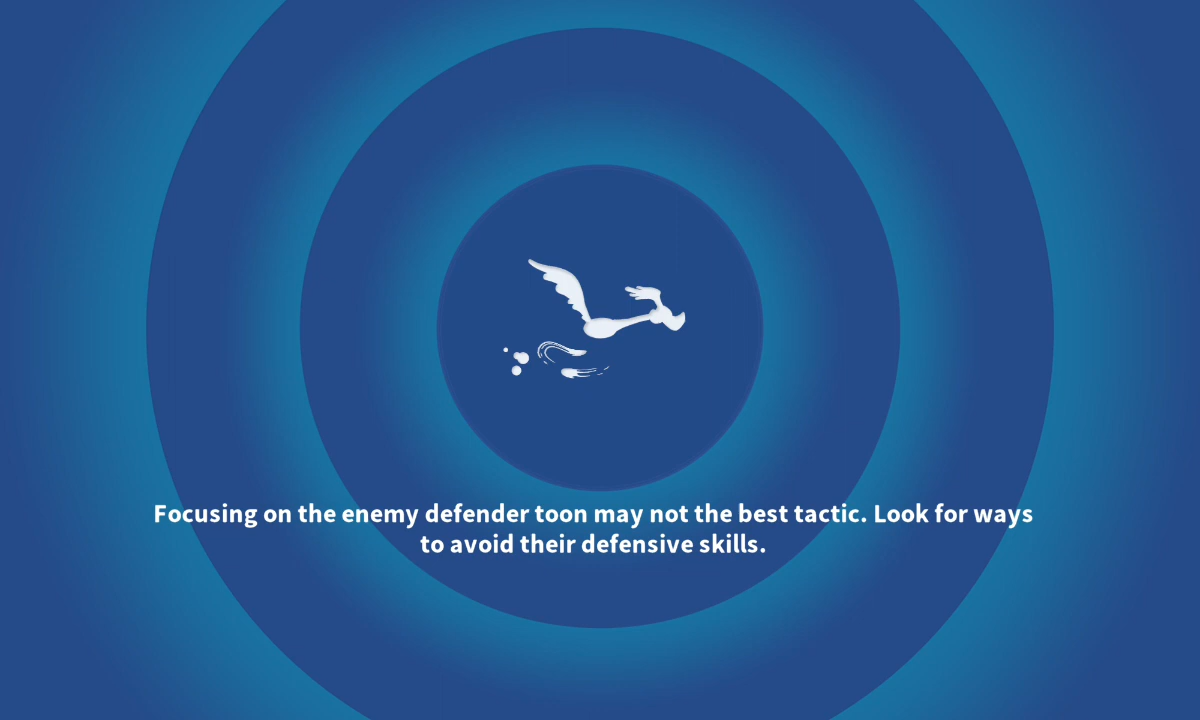 Focusing on the enemy defender toon may not the best tactic. Look for ways
to avoid their defensive skills.